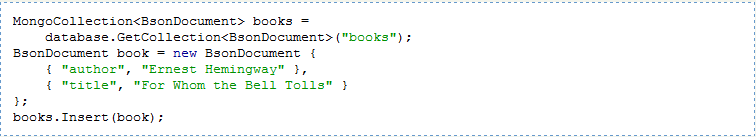 MongoCollection<BsonDocument> books =
    database.GetCollection<BsonDocument>("books");
BsonDocument book = new BsonDocument {
    { "author", "Ernest Hemingway" },
    { "title", "For Whom the Bell Tolls" }
};
books.Insert(book);